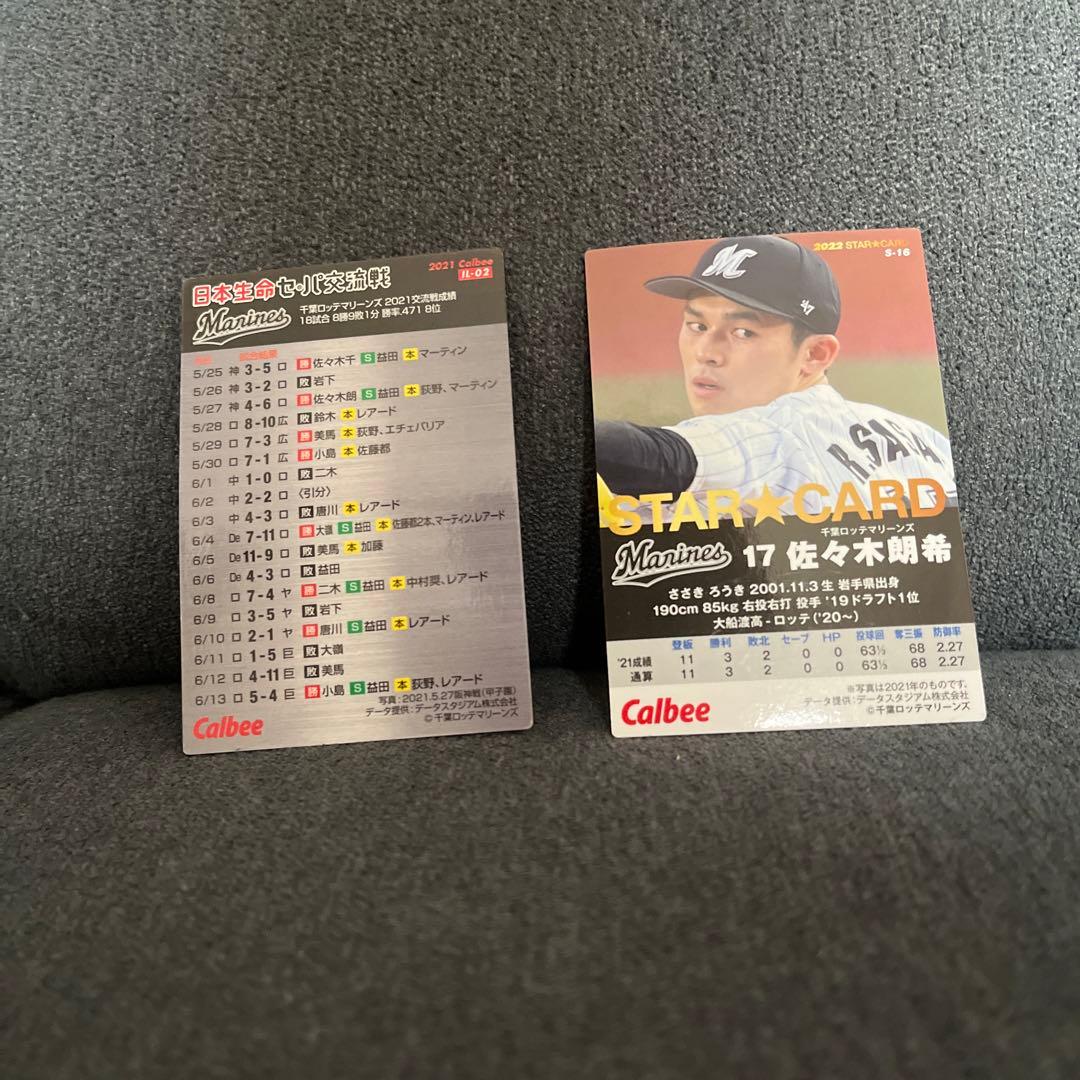 2021 Calbee
IL-02
日本生命セ・パ交流戦
Marines
千葉ロッテマリーンズ 2021交流戦成績
18試合 8勝9敗1分 勝率.471 8位
試合結果
5/25 神 3-5 ロ 勝 佐々木千 S 益田 本 マーティン
5/26 神 3-2 ロ 敗 岩下
5/27 神 4-6 ロ 勝 佐々木朗 S 益田 本 荻野、マーティン
5/28 ロ 8-10 広 敗 鈴木 本 レアード
5/29 ロ 7-3 広 勝 美馬 本 荻野、エチェバリア
5/30 ロ 7-1 広 勝 小島 本 佐藤都
6/1 中 1-0 ロ 敗 二木
6/2 中 2-2 ロ 〈引分〉
6/3 中 4-3 ロ 敗 唐川 本 レアード
6/4 De 7-11 ロ 勝 大嶺 S 益田 本 佐藤都2本、マーティン、レアード
6/5 De 11-9 ロ 敗 美馬 本 加藤
6/6 De 4-3 ロ 敗 益田
6/8 ロ 7-4 ヤ 勝 二木 S 益田 本 中村奨、レアード
6/9 ロ 3-5 ヤ 敗 岩下
6/10 ロ 2-1 ヤ 勝 唐川 S 益田 本 レアード
6/11 ロ 1-5 巨 敗 大嶺
6/12 ロ 4-11 巨 敗 美馬
6/13 ロ 5-4 巨 勝 小島 S 益田 本 荻野、レアード
写真:2021.5.27阪神戦(甲子園)
データ提供:データスタジアム株式会社
©千葉ロッテマリーンズ
Calbee
2022 STAR★CARD
S-16
M
47
R.SASA
STAR★CARD
千葉ロッテマリーンズ
Marines 17 佐々木朗希
ささき ろうき 2001.11.3 生 岩手県出身
190cm 85kg 右投右打 投手 '19ドラフト1位
大船渡高-ロッテ('20~)
登板 勝利 敗北 セーブ HP 投球回 奪三振 防御率
'21成績 11 3 2 0 0 63⅓ 68 2.27
通算 11 3 2 0 0 63⅓ 68 2.27
※写真は2021年のものです。
データ提供:データスタジアム株式会社
©千葉ロッテマリーンズ
Calbee